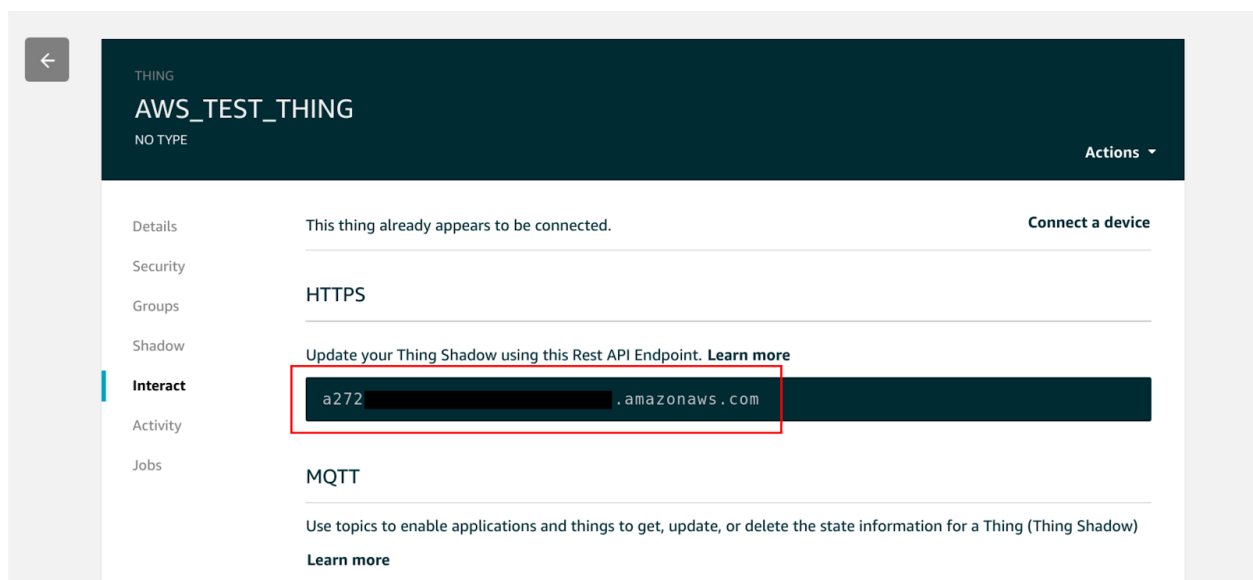 THING
AWS_TEST_THING
NO TYPE
Actions
Details
Security
Groups
Shadow
Interact
Activity
Jobs
This thing already appears to be connected.
Connect a device
HTTPS
Update your Thing Shadow using this Rest API Endpoint. Learn more
a272 .amazonaws.com
MQTT
Use topics to enable applications and things to get, update, or delete the state information for a Thing (Thing Shadow)
Learn more